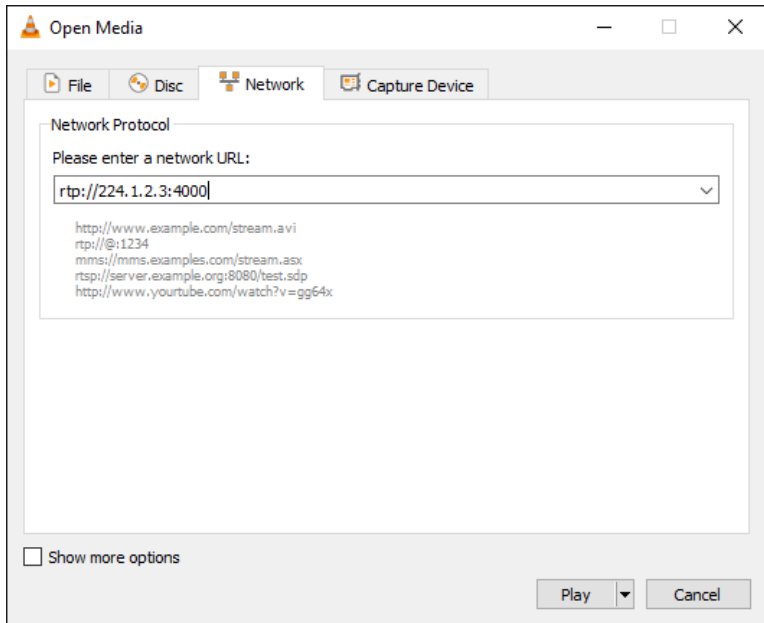 Open Media
File Disc Network Capture Device
Network Protocol
Please enter a network URL:
rtp://224.1.2.3:4000
http://www.example.com/stream.avi
rtp://@:1234
mms://mms.examples.com/stream.asx
rtsp://server.example.org:8080/test.sdp
http://www.yourtube.com/watch?v=gg64x
Show more options
Play Cancel